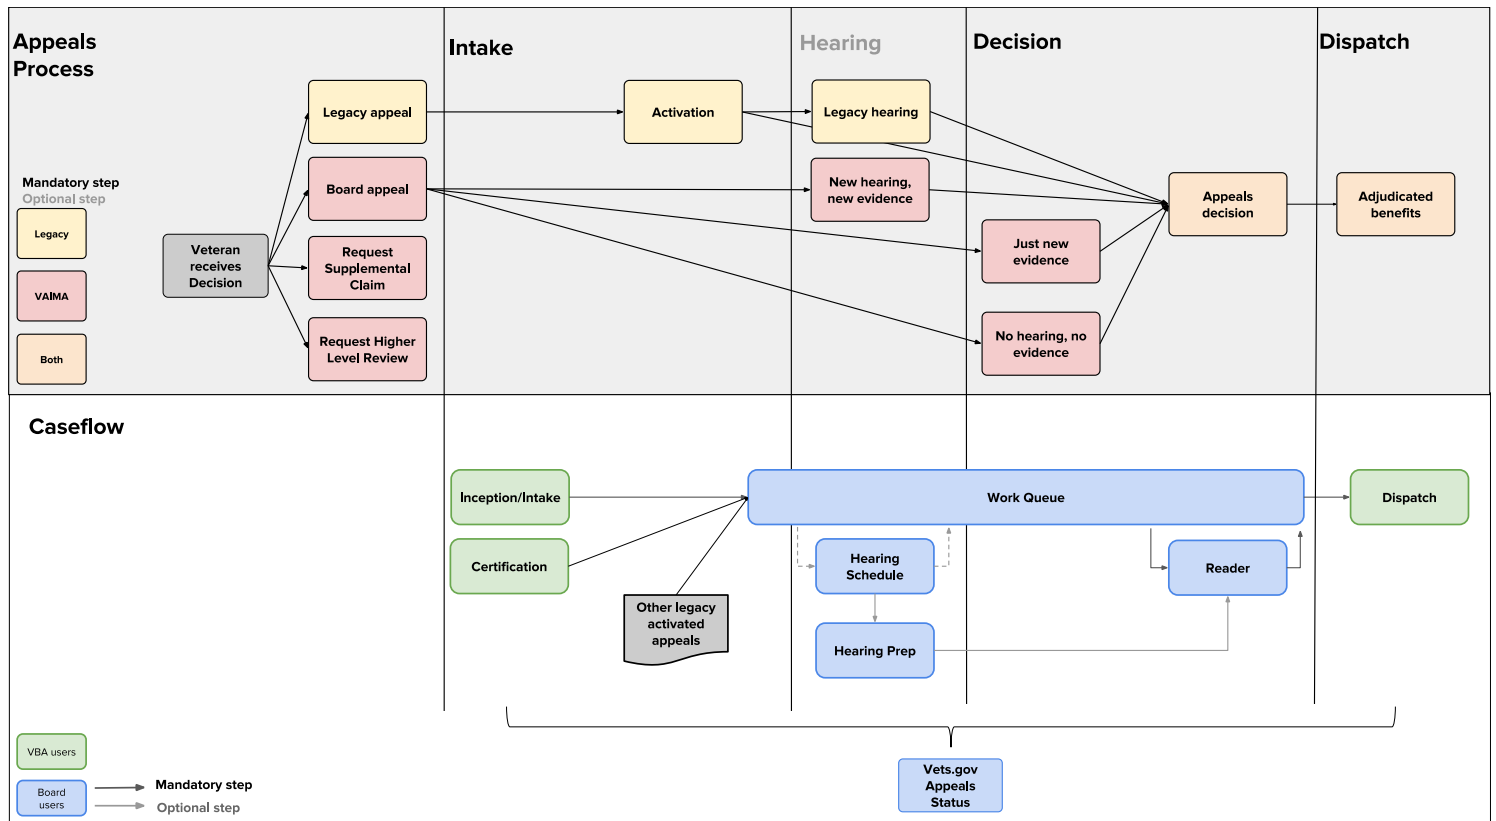 Appeals
Process
Intake
Hearing
Decision
Dispatch
Legacy appeal
Activation
Legacy hearing
Board appeal
New hearing,
new evidence
Mandatory step
Optional step
Legacy
VAIMA
Both
Veteran
receives
Decision
Request
Supplemental
Claim
Request Higher
Level Review
Just new
evidence
No hearing, no
evidence
Appeals
decision
Adjudicated
benefits
Caseflow
Inception/Intake
Work Queue
Dispatch
Certification
Hearing
Schedule
Reader
Other legacy
activated
appeals
Hearing Prep
VBA users
Board
users
Mandatory step
Optional step
Vets.gov
Appeals
Status